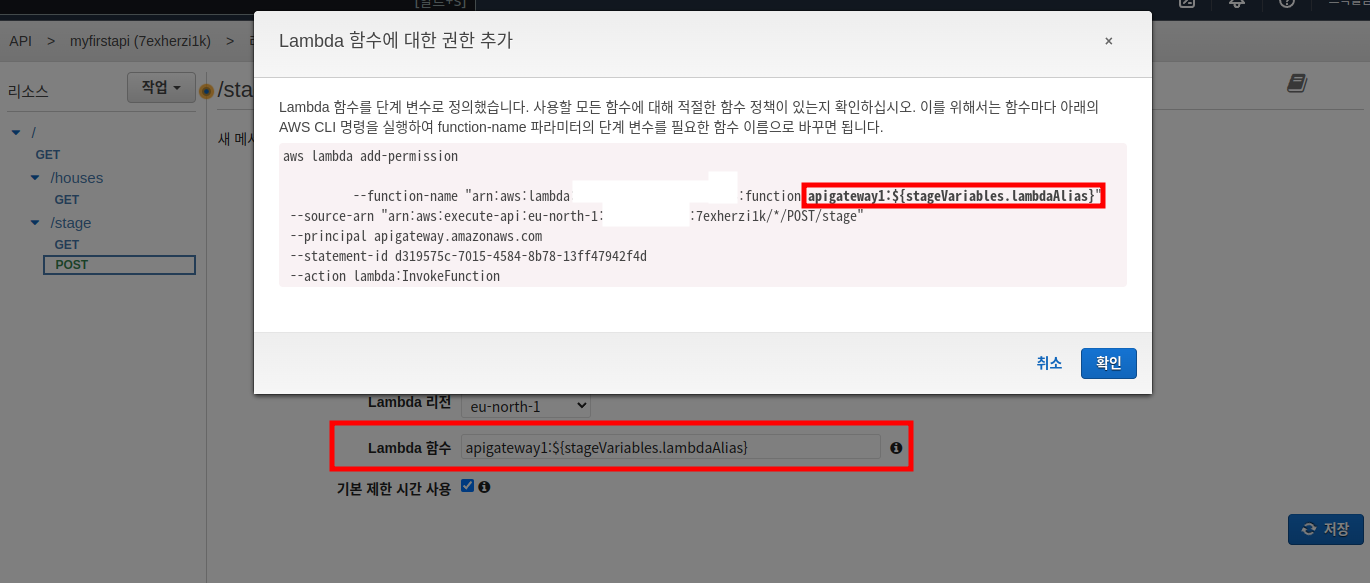 API > myfirstapi (7exherzi1k) >
Lambda 함수에 대한 권한 추가
×
리소스
작업
/sta
Lambda 함수를 단계 변수로 정의했습니다. 사용할 모든 함수에 대해 적절한 함수 정책이 있는지 확인하십시오. 이를 위해서는 함수마다 아래의
AWS CLI 명령을 실행하여 function-name 파라미터의 단계 변수를 필요한 함수 이름으로 바꾸면 됩니다.
/
새 메
GET
/houses
GET
/stage
GET
POST
aws lambda add-permission
--function-name "arn:aws:lambda :function apigateway1:${stageVariables.lambdaAlias}"
--source-arn "arn:aws:execute-api:eu-north-1: :7exherzi1k/*/POST/stage"
--principal apigateway.amazonaws.com
--statement-id d319575c-7015-4584-8b78-13ff47942f4d
--action lambda:InvokeFunction
취소
확인
Lambda 리전 eu-north-1
Lambda 함수 apigateway1:${stageVariables.lambdaAlias}
기본 제한 시간 사용
저장